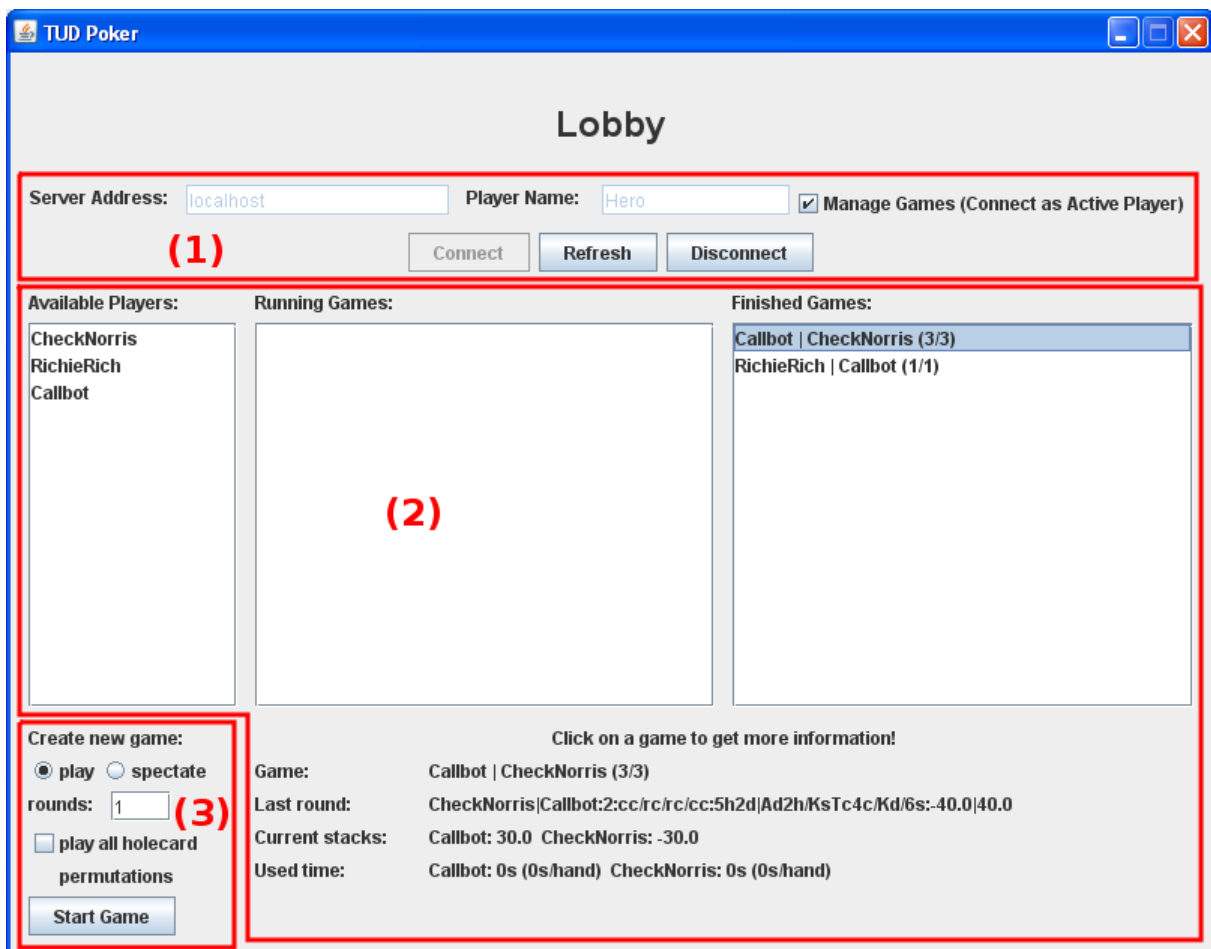 TUD Poker
Lobby
Server Address: localhost Player Name: Hero Manage Games (Connect as Active Player)
(1) Connect Refresh Disconnect
Available Players: Running Games: Finished Games:
CheckNorris Callbot | CheckNorris (3/3)
RichieRich RichieRich | Callbot (1/1)
Callbot
(2)
Create new game: Click on a game to get more information!
play spectate Game: Callbot | CheckNorris (3/3)
rounds: 1 (3) Last round: CheckNorris|Callbot:2:cc/rc/rc/cc:5h2d|Ad2h/KsTc4c/Kd/6s:-40.0|40.0
play all holecard Current stacks: Callbot: 30.0 CheckNorris: -30.0
permutations Used time: Callbot: 0s (0s/hand) CheckNorris: 0s (0s/hand)
Start Game